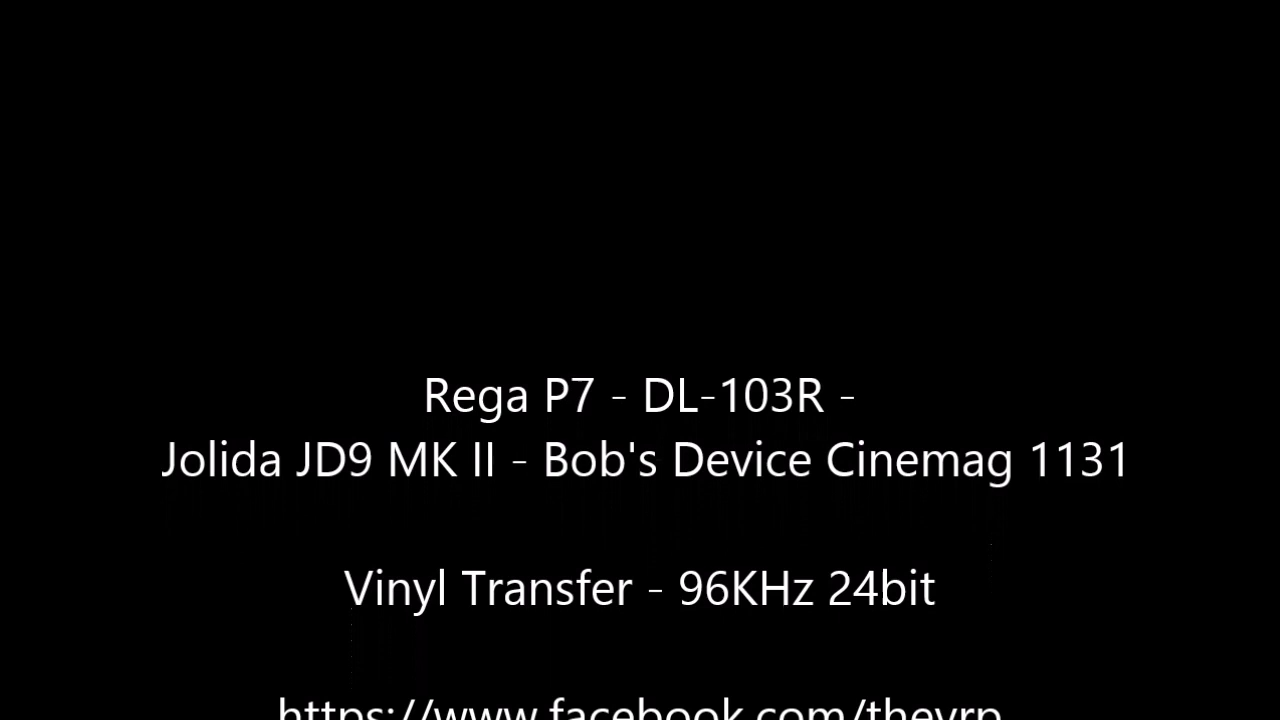 Rega P7 - DL-103R -
Jolida JD9 MK II - Bob's Device Cinemag 1131
Vinyl Transfer - 96KHz 24bit
https://www.facebook.com/thevrp